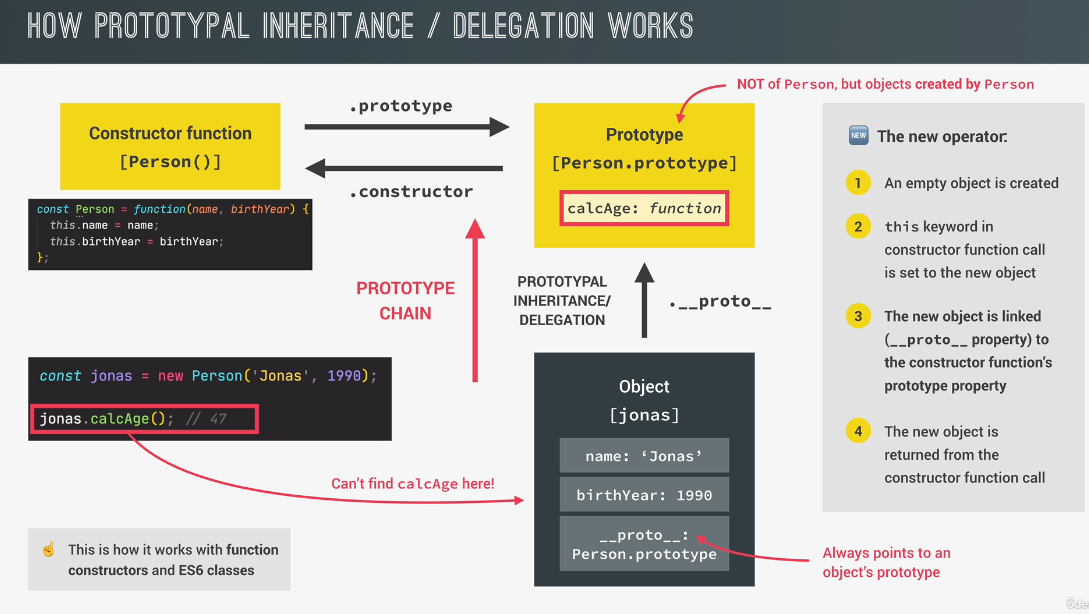 HOW PROTOTYPAL INHERITANCE / DELEGATION WORKS
NOT of Person, but objects created by Person
Constructor function
[Person()]
.prototype
.constructor
Prototype
[Person.prototype]
calcAge: function
const Person = function(name, birthYear) {
this.name = name;
this.birthYear = birthYear;
};
PROTOTYPE
CHAIN
PROTOTYPAL
INHERITANCE/
DELEGATION
.__proto__
const jonas = new Person('Jonas', 1990);
jonas.calcAge(); // 47
Can't find calcAge here!
Object
[jonas]
name: ‘Jonas’
birthYear: 1990
__proto__:
Person.prototype
Always points to an
object's prototype
☝ This is how it works with function
constructors and ES6 classes
NEW The new operator:
1 An empty object is created
2 this keyword in
constructor function call
is set to the new object
3 The new object is linked
(__proto__ property) to
the constructor function's
prototype property
4 The new object is
returned from the
constructor function call